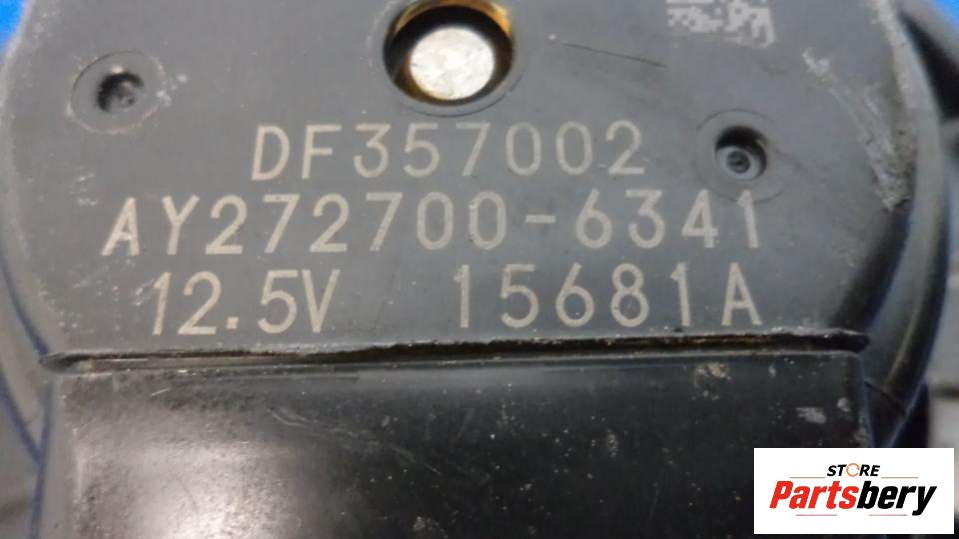 DF357002
AY272700-6341
12.5V 15681A
STORE
Partsbery